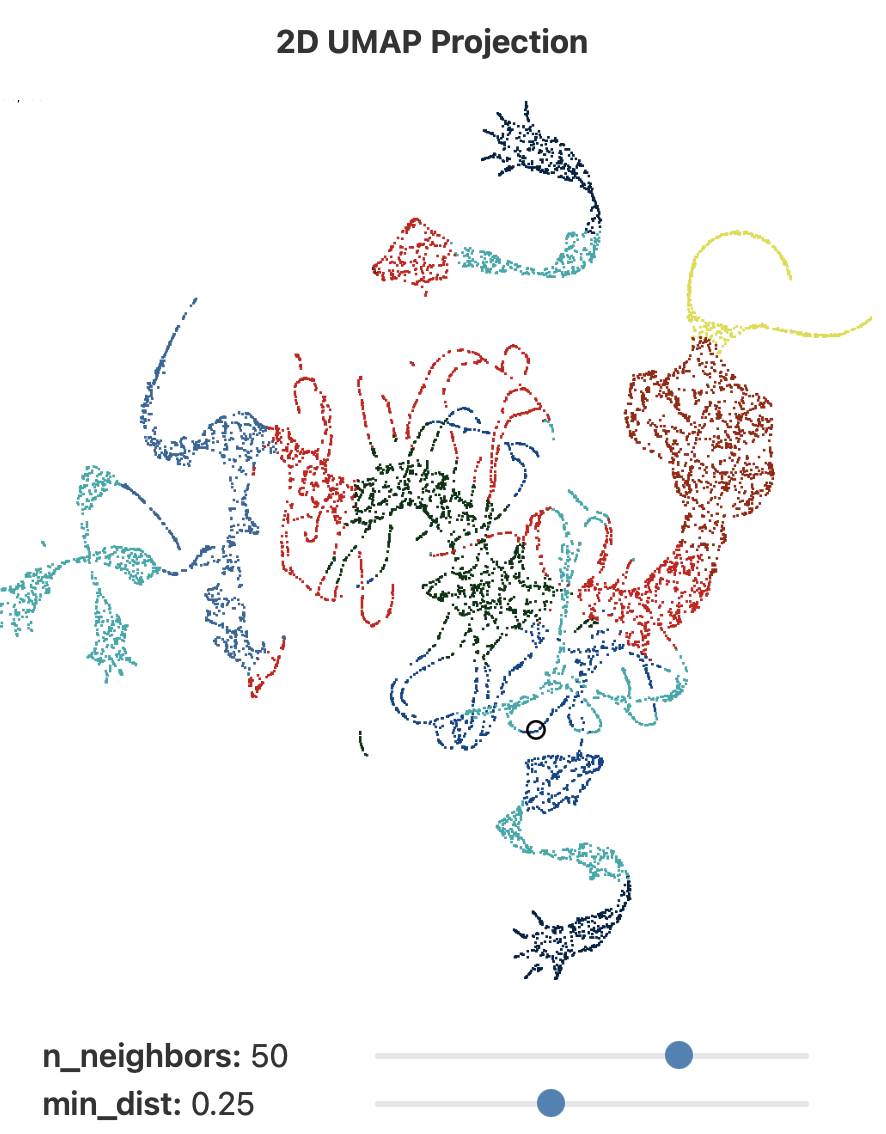 2D UMAP Projection
n_neighbors: 50
min_dist: 0.25